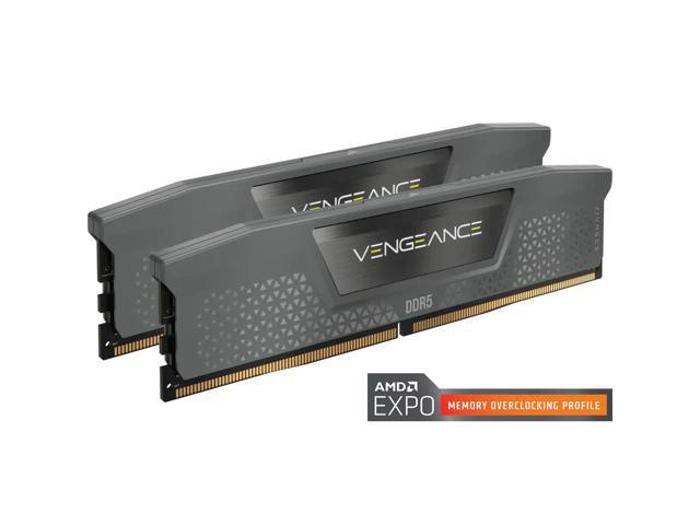 VENGEANCE
VENGEANCE
DDR5
AMD
EXPO
MEMORY OVERCLOCKING PROFILE